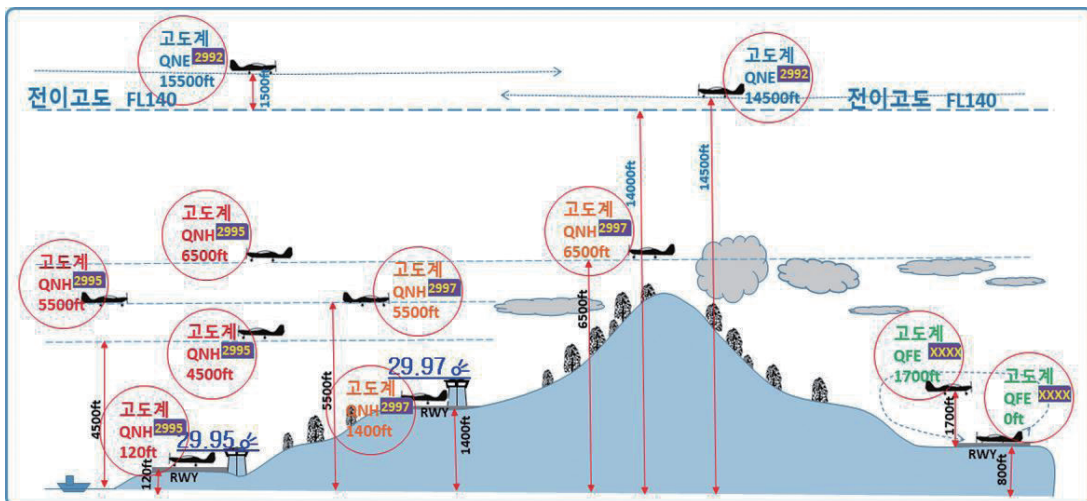 고도계
QNE 2992
15500ft
1500ft
전이고도 FL140
고도계
QNE 2992
14500ft
전이고도 FL140
14000ft
14500ft
고도계
QNH 2995
6500ft
고도계
QNH 2997
6500ft
고도계
QNH 2995
5500ft
고도계
QNH 2997
5500ft
고도계
QNH 2995
4500ft
6500ft
5500ft
4500ft
고도계
QNH 2995
120ft
29.95
RWY
120ft
고도계
QNH 2997
1400ft
29.97
RWY
1400ft
고도계
QFE XXXX
1700ft
1700ft
고도계
QFE XXXX
0ft
RWY
800ft